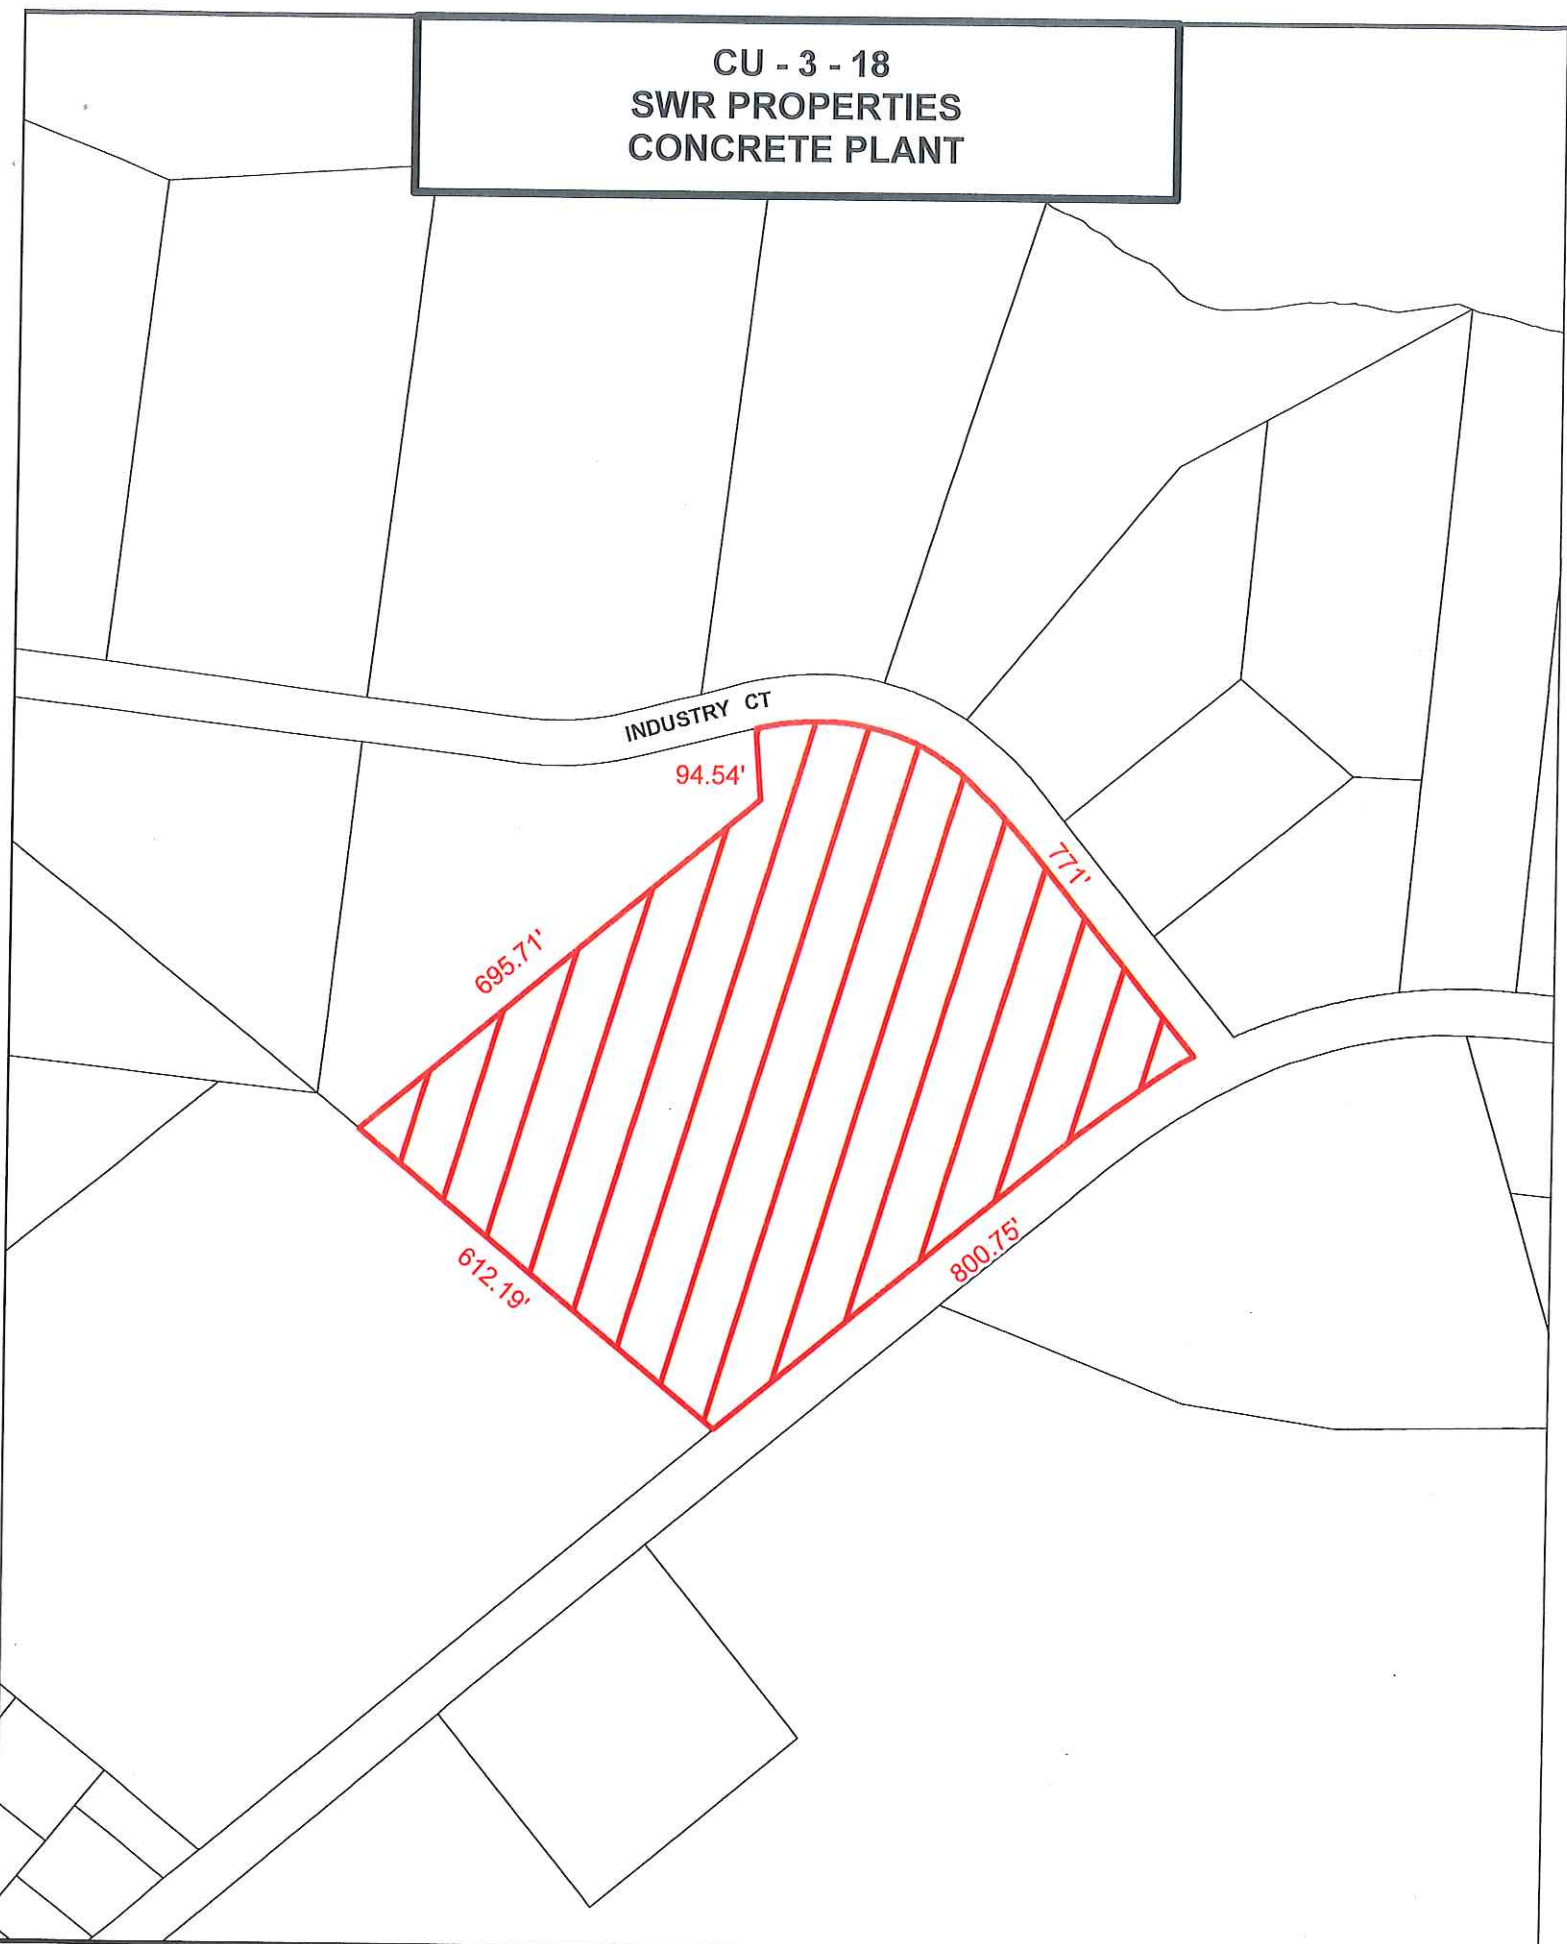 CU - 3 - 18
SWR PROPERTIES
CONCRETE PLANT
INDUSTRY CT
94.54'
771'
695.71'
612.19'
800.75'